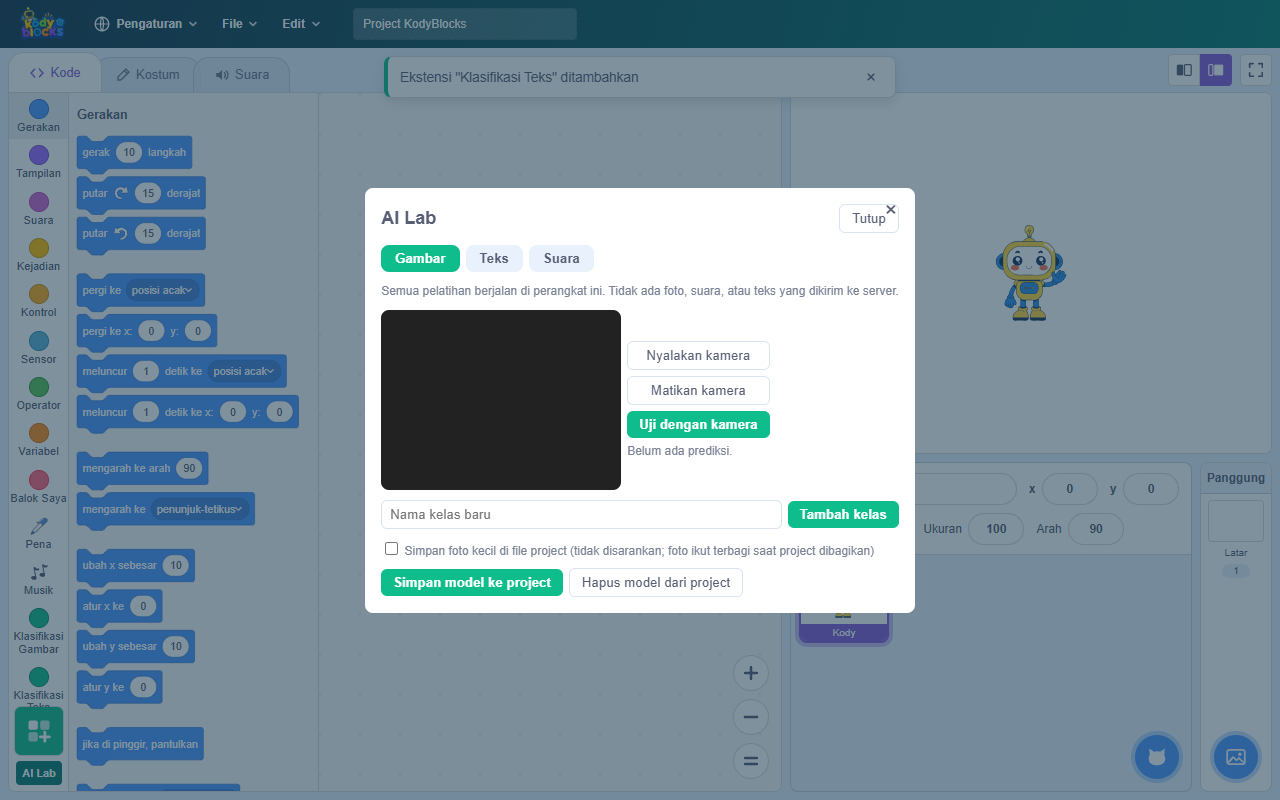 Kody blocks
Pengaturan
File
Edit
Project KodyBlocks
Kode
Kostum
Suara
Ekstensi "Klasifikasi Teks" ditambahkan
Gerakan
Tampilan
Suara
Kejadian
Kontrol
Sensor
Operator
Variabel
Balok Saya
Pena
Musik
Klasifikasi
Gambar
Klasifikasi
Teks
AI Lab
Gerakan
gerak 10 langkah
putar 15 derajat
putar 15 derajat
pergi ke posisi acak
pergi ke x: 0 y: 0
meluncur 1 detik ke posisi acak
meluncur 1 detik ke x: 0 y: 0
mengarah ke arah 90
mengarah ke penunjuk-tetikus
ubah x sebesar 10
atur x ke 0
ubah y sebesar 10
atur y ke 0
jika di pinggir, pantulkan
AI Lab
Tutup
Gambar
Teks
Suara
Semua pelatihan berjalan di perangkat ini. Tidak ada foto, suara, atau teks yang dikirim ke server.
Nyalakan kamera
Matikan kamera
Uji dengan kamera
Belum ada prediksi.
Nama kelas baru
Tambah kelas
Simpan foto kecil di file project (tidak disarankan; foto ikut terbagi saat project dibagikan)
Simpan model ke project
Hapus model dari project
x 0 y 0
Ukuran 100 Arah 90
Kody
Panggung
Latar
1